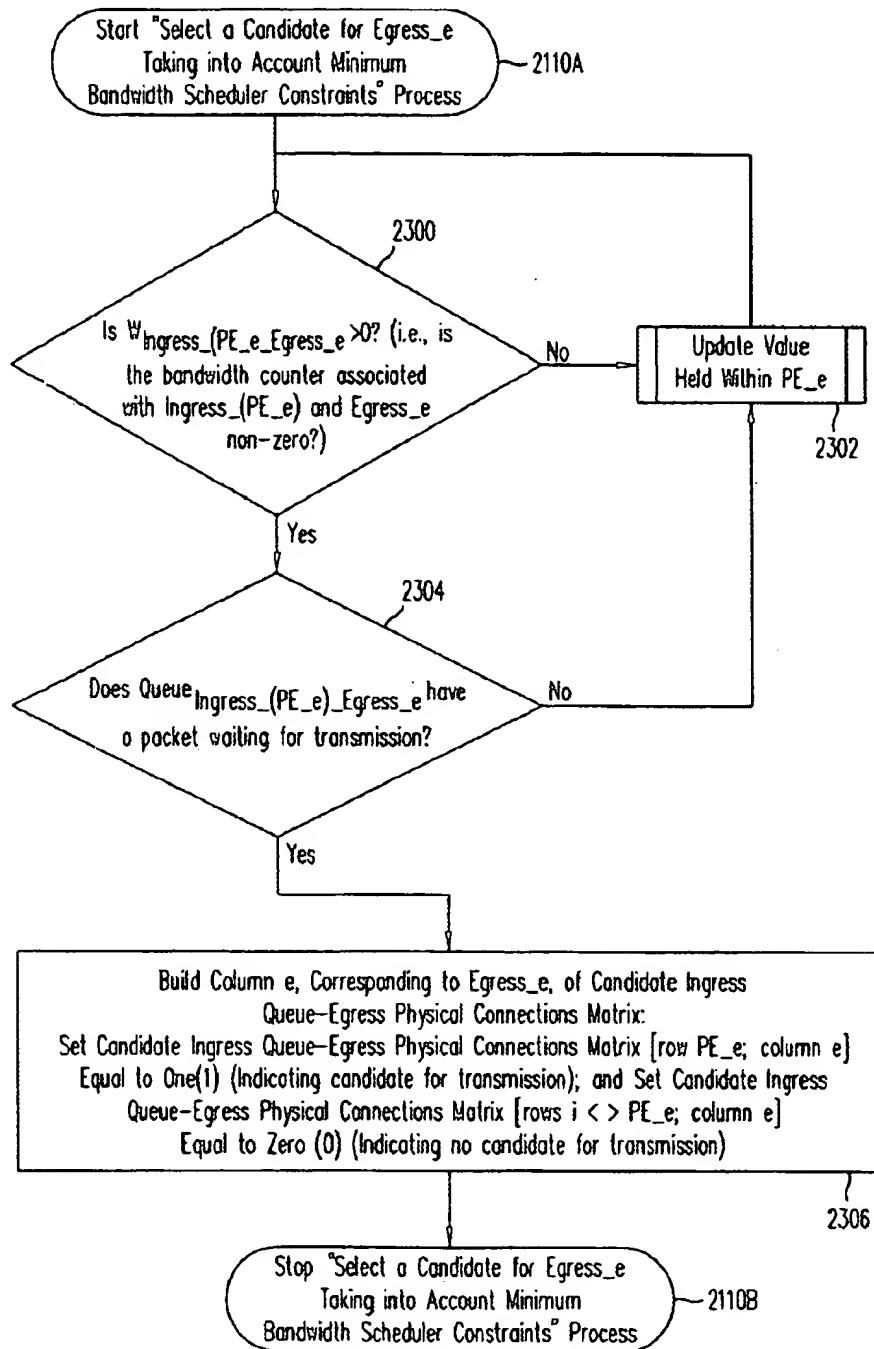 Start "Select a Candidate for Egress_e
Taking into Account Minimum
Bandwidth Scheduler Constraints" Process
2110A
2300
Is WIngress_(PE_e_Egress_e >0? (i.e., is
the bandwidth counter associated
with Ingress_(PE_e) and Egress_e
non-zero?)
No
Update Value
Held Within PE_e
2302
Yes
2304
Does QueueIngress_(PE_e)_Egress_e have
a packet waiting for transmission?
No
Yes
Build Column e, Corresponding to Egress_e, of Candidate Ingress
Queue-Egress Physical Connections Matrix:
Set Candidate Ingress Queue-Egress Physical Connections Matrix [row PE_e; column e]
Equal to One(1) (Indicating candidate for transmission); and Set Candidate Ingress
Queue-Egress Physical Connections Matrix [rows i < > PE_e; column e]
Equal to Zero (0) (Indicating no candidate for transmission)
2306
Stop "Select a Candidate for Egress_e
Taking into Account Minimum
Bandwidth Scheduler Constraints" Process
2110B